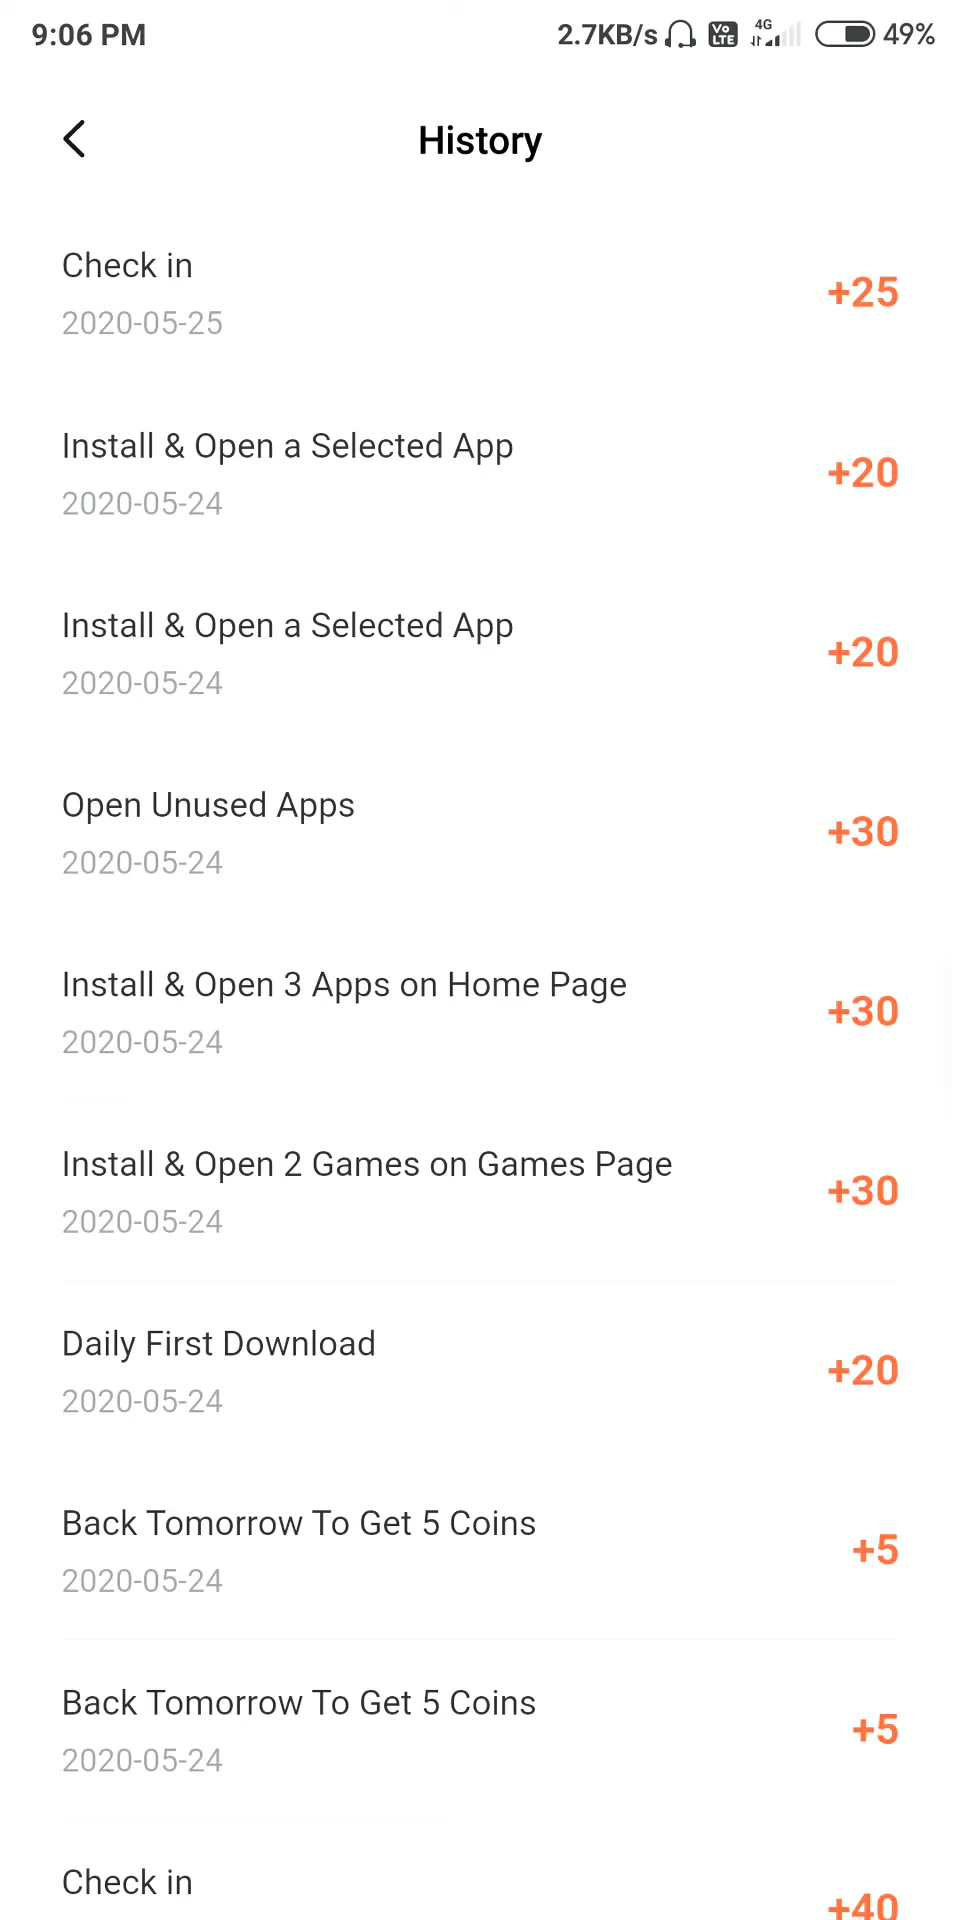 9:06 PM 2.7KB/s Vo LTE 4G 49%
History
Check in
+25
2020-05-25
Install & Open a Selected App
+20
2020-05-24
Install & Open a Selected App
+20
2020-05-24
Open Unused Apps
+30
2020-05-24
Install & Open 3 Apps on Home Page
+30
2020-05-24
Install & Open 2 Games on Games Page
+30
2020-05-24
Daily First Download
+20
2020-05-24
Back Tomorrow To Get 5 Coins
+5
2020-05-24
Back Tomorrow To Get 5 Coins
+5
2020-05-24
Check in
+40